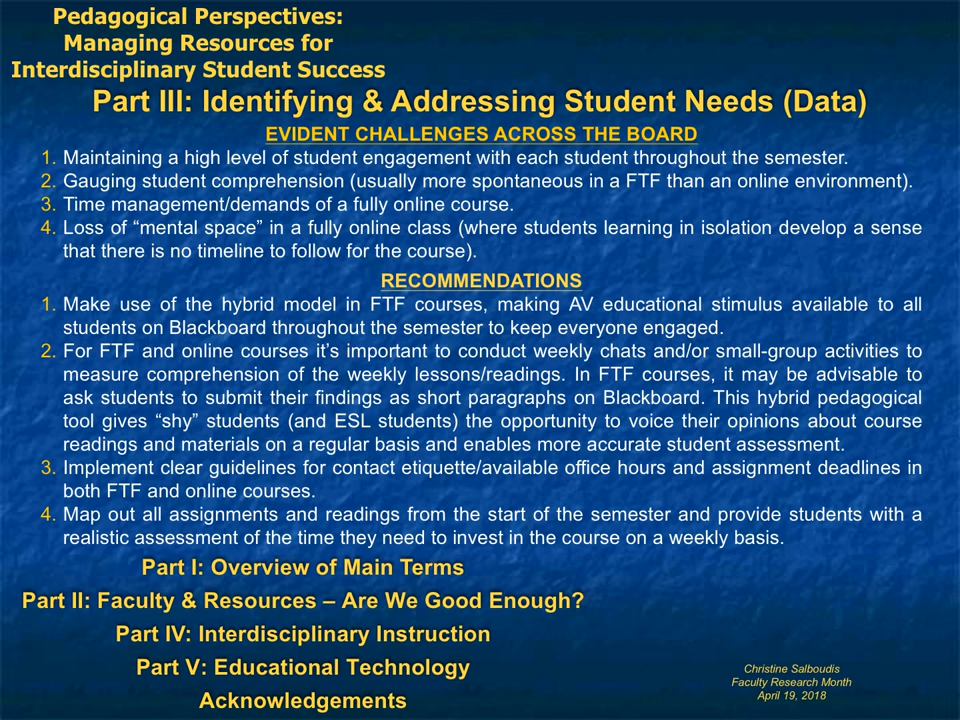 Pedagogical Perspectives:
Managing Resources for
Interdisciplinary Student Success
Part III: Identifying & Addressing Student Needs (Data)
EVIDENT CHALLENGES ACROSS THE BOARD
1. Maintaining a high level of student engagement with each student throughout the semester.
2. Gauging student comprehension (usually more spontaneous in a FTF than an online environment).
3. Time management/demands of a fully online course.
4. Loss of “mental space” in a fully online class (where students learning in isolation develop a sense
that there is no timeline to follow for the course).
RECOMMENDATIONS
1. Make use of the hybrid model in FTF courses, making AV educational stimulus available to all
students on Blackboard throughout the semester to keep everyone engaged.
2. For FTF and online courses it’s important to conduct weekly chats and/or small-group activities to
measure comprehension of the weekly lessons/readings. In FTF courses, it may be advisable to
ask students to submit their findings as short paragraphs on Blackboard. This hybrid pedagogical
tool gives “shy” students (and ESL students) the opportunity to voice their opinions about course
readings and materials on a regular basis and enables more accurate student assessment.
3. Implement clear guidelines for contact etiquette/available office hours and assignment deadlines in
both FTF and online courses.
4. Map out all assignments and readings from the start of the semester and provide students with a
realistic assessment of the time they need to invest in the course on a weekly basis.
Part I: Overview of Main Terms
Part II: Faculty & Resources – Are We Good Enough?
Part IV: Interdisciplinary Instruction
Part V: Educational Technology
Acknowledgements
Christine Salboudis
Faculty Research Month
April 19, 2018